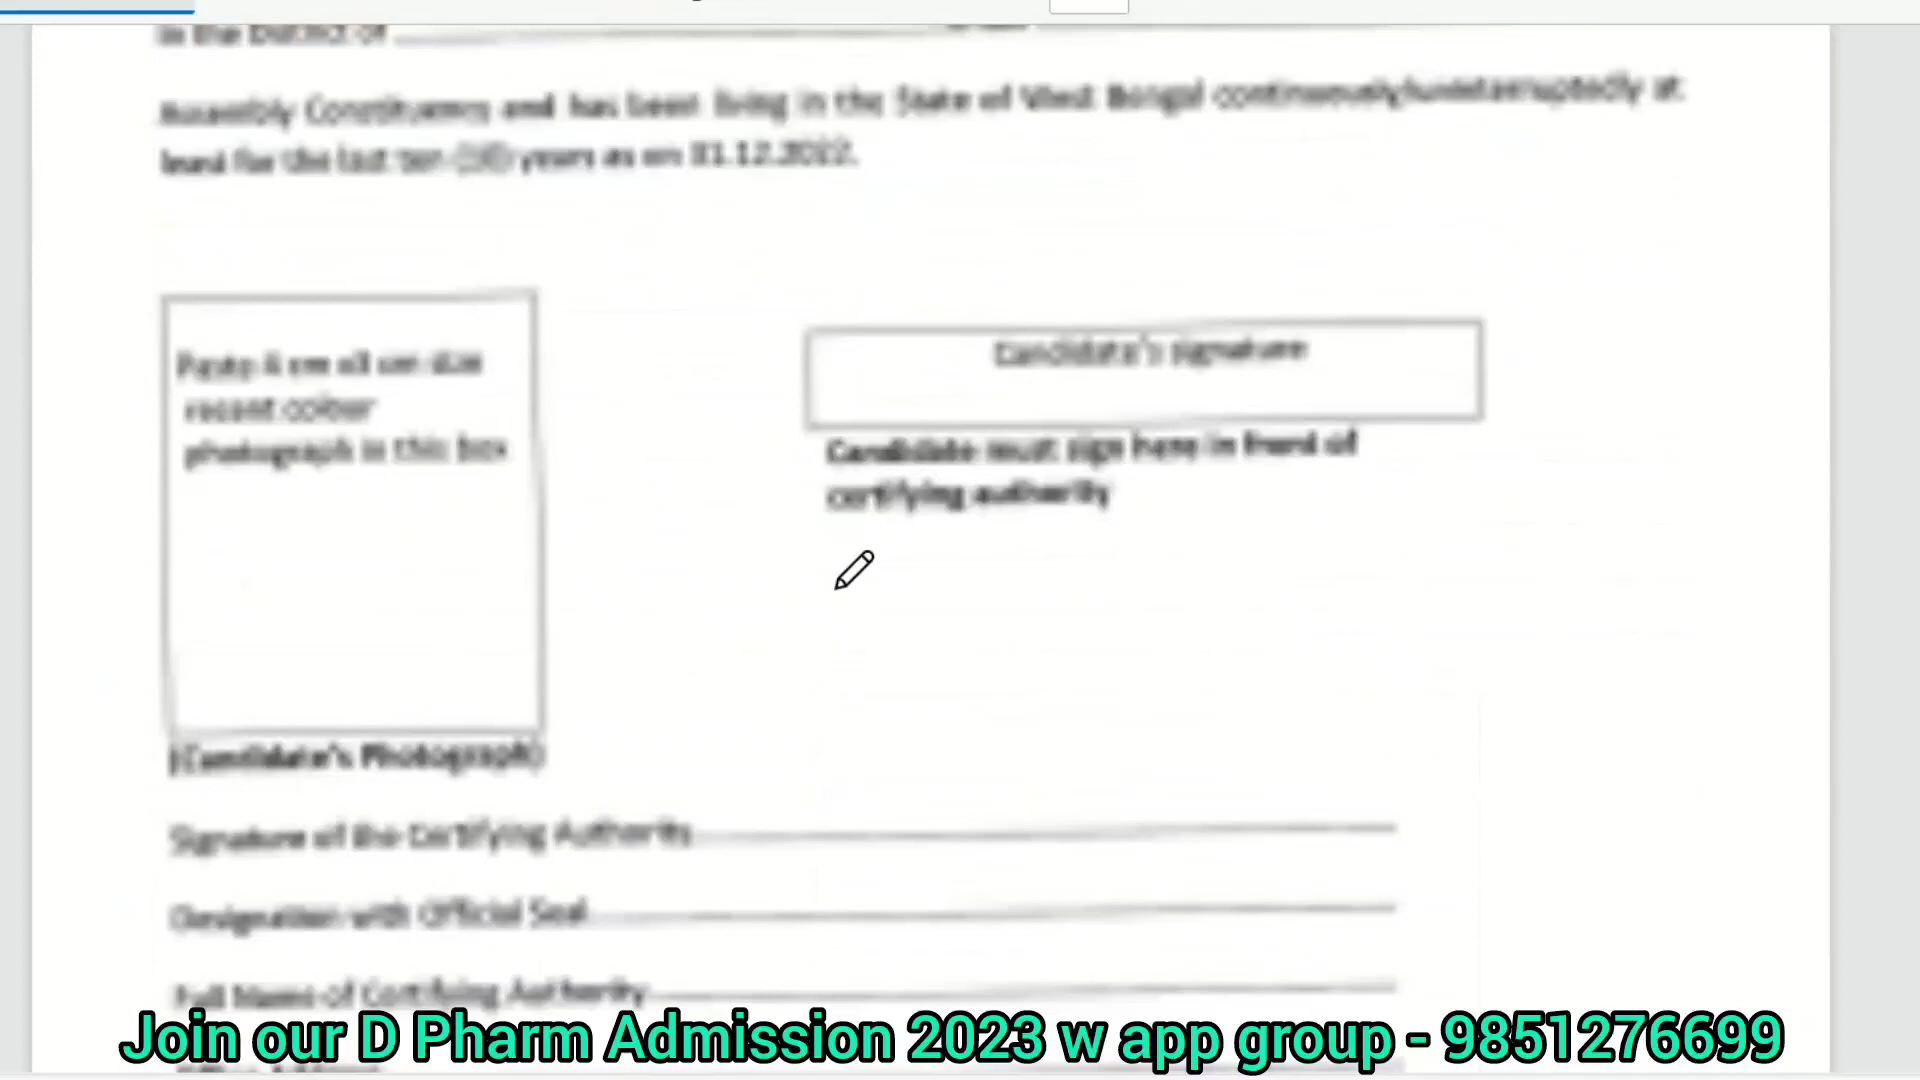 in the District of
Assembly Constituency and has been living in the State of West Bengal continuously/uninterruptedly at
least for the last ten (10) years as on 31.12.2022.
Paste 4 cm x3 cm size
recent colour
photograph in this box
Candidate's signature
Candidate must sign here in front of
certifying authority
(Candidate's Photograph)
Signature of the Certifying Authority
Designation with Official Seal
Full Name of Certifying Authority
Join our D Pharm Admission 2023 w app group - 9851276699